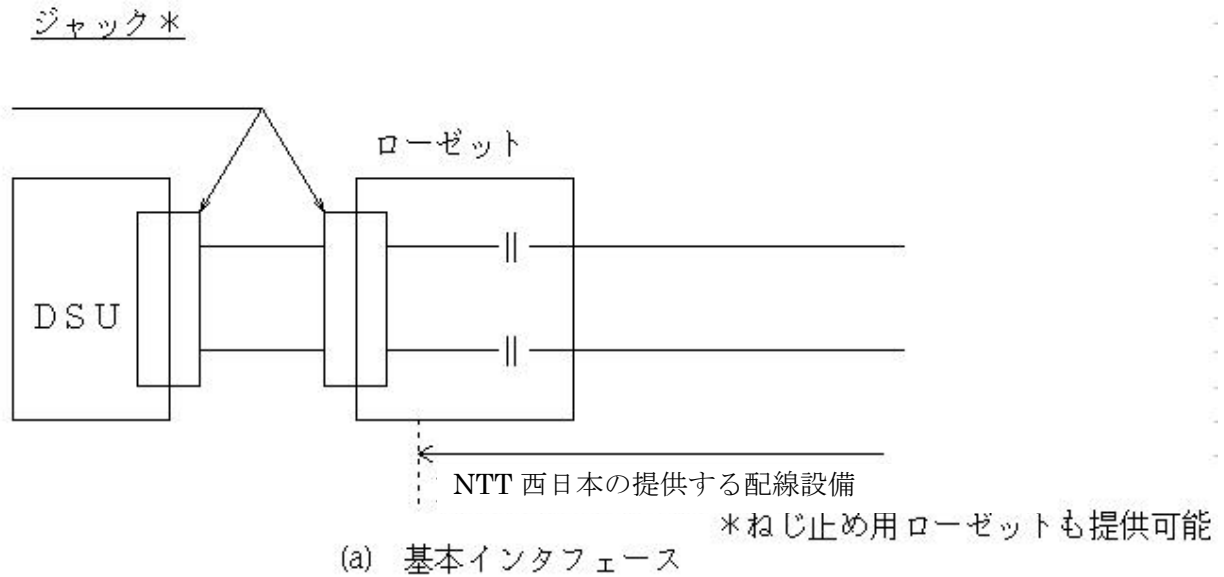 ジャック＊
ローゼット
DSU
NTT 西日本の提供する配線設備
＊ねじ止め用ローゼットも提供可能
(a) 基本インタフェース